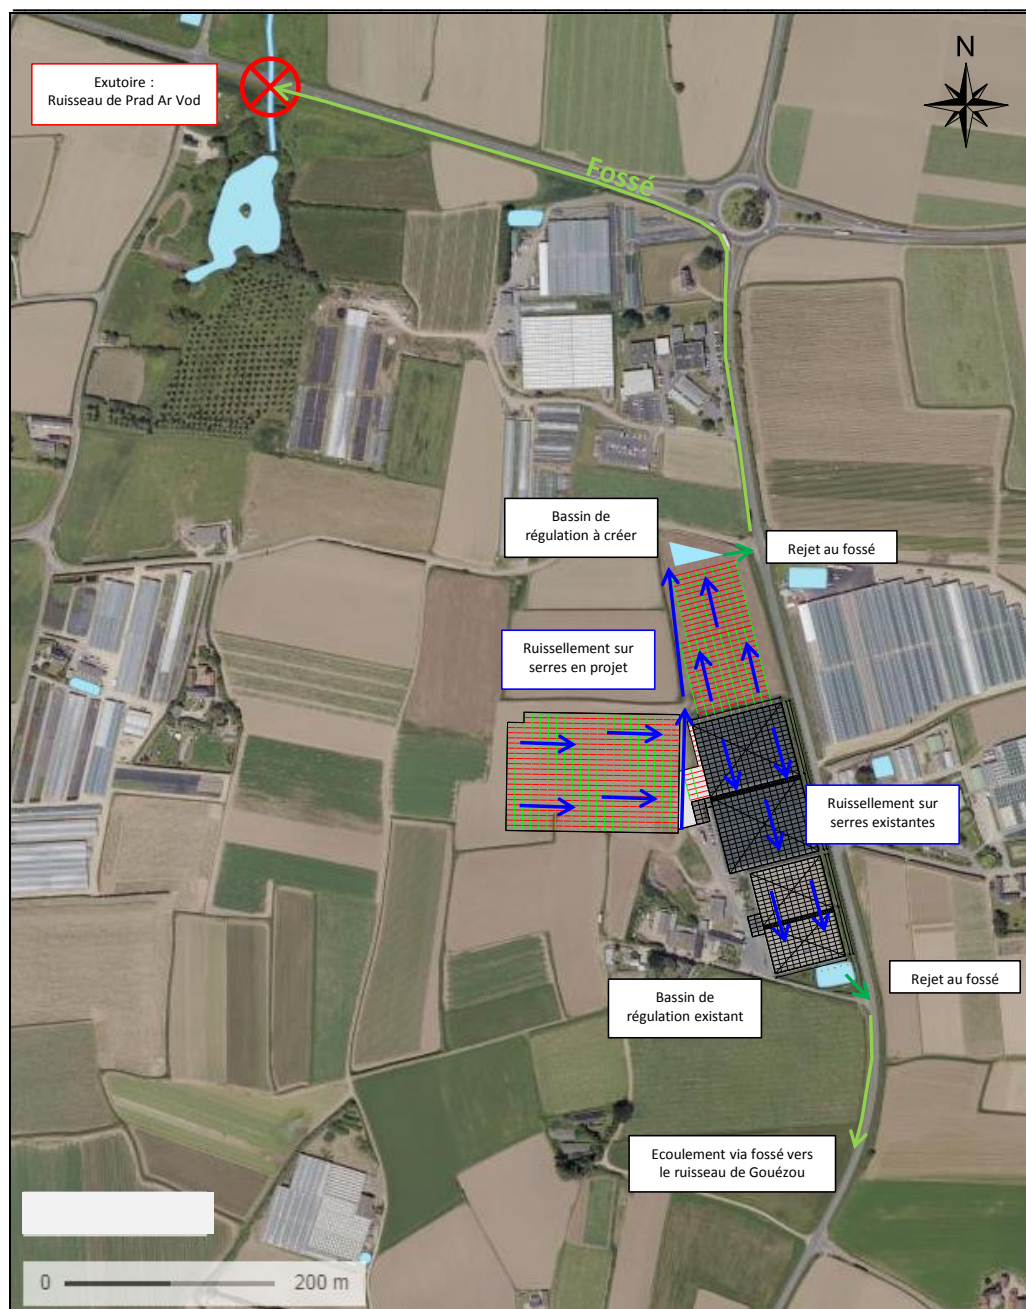 N
Exutoire :
Ruisseau de Prad Ar Vod
Fossé
Bassin de
régulation à créer
Rejet au fossé
Ruissellement sur
serres en projet
Ruissellement sur
serres existantes
Rejet au fossé
Bassin de
régulation existant
Ecoulement via fossé vers
le ruisseau de Gouézou
0 200 m